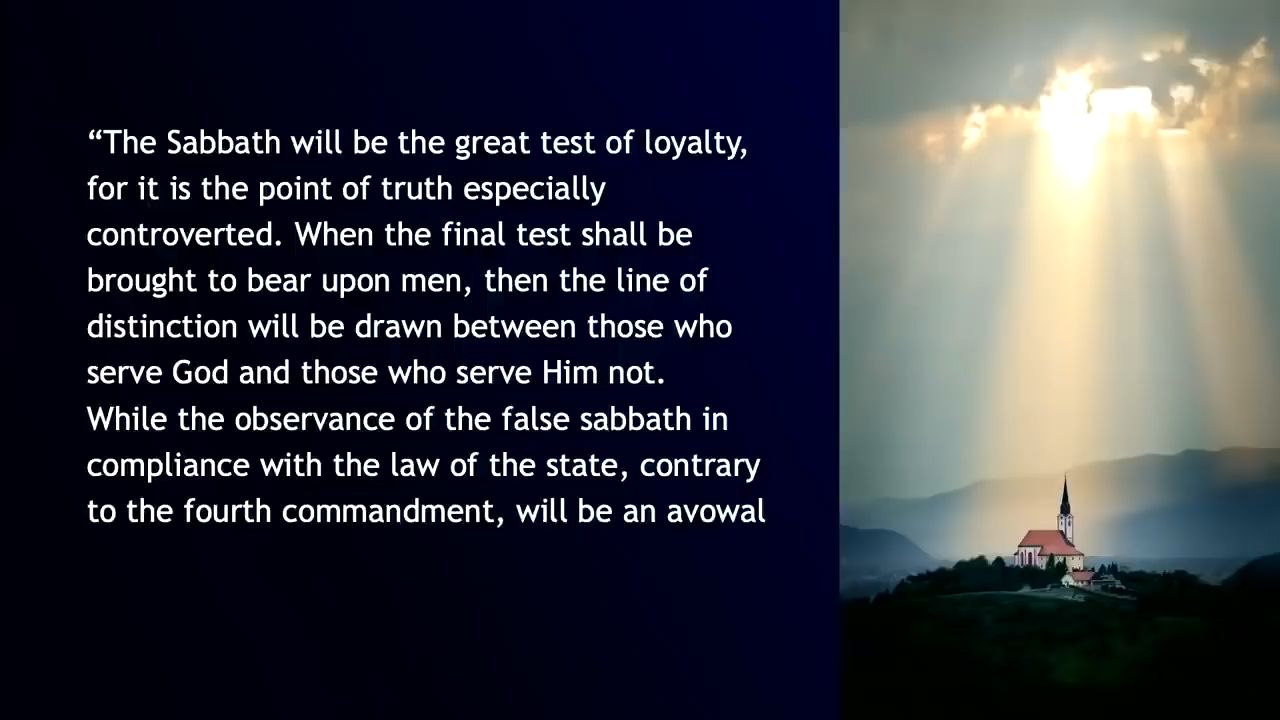 “The Sabbath will be the great test of loyalty,
for it is the point of truth especially
controverted. When the final test shall be
brought to bear upon men, then the line of
distinction will be drawn between those who
serve God and those who serve Him not.
While the observance of the false sabbath in
compliance with the law of the state, contrary
to the fourth commandment, will be an avowal